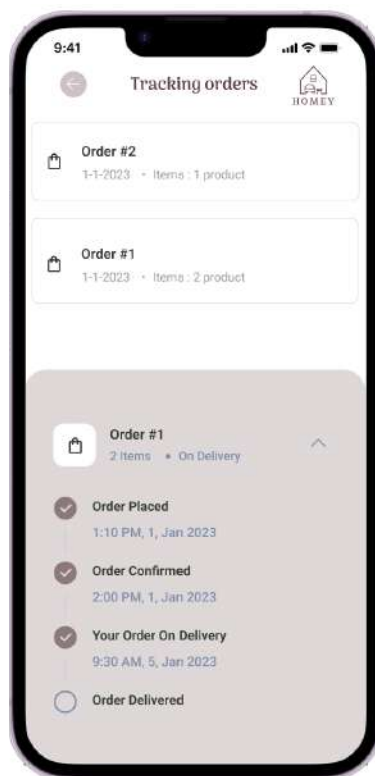 9:41
Tracking orders
HOMEY
Order #2
1-1-2023 • Items : 1 product
Order #1
1-1-2023 • Items : 2 product
Order #1
2 Items • On Delivery
Order Placed
1:10 PM, 1, Jan 2023
Order Confirmed
2:00 PM, 1, Jan 2023
Your Order On Delivery
9:30 AM, 5, Jan 2023
Order Delivered